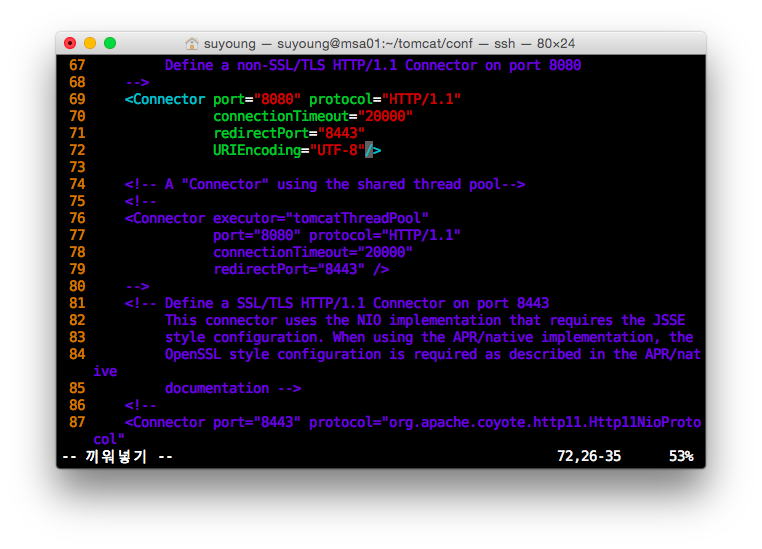 suyoung — suyoung@msa01:~/tomcat/conf — ssh — 80×24
67 Define a non-SSL/TLS HTTP/1.1 Connector on port 8080
68 -->
69 <Connector port="8080" protocol="HTTP/1.1"
70 connectionTimeout="20000"
71 redirectPort="8443"
72 URIEncoding="UTF-8"/>
73
74 <!-- A "Connector" using the shared thread pool-->
75 <!--
76 <Connector executor="tomcatThreadPool"
77 port="8080" protocol="HTTP/1.1"
78 connectionTimeout="20000"
79 redirectPort="8443" />
80 -->
81 <!-- Define a SSL/TLS HTTP/1.1 Connector on port 8443
82 This connector uses the NIO implementation that requires the JSSE
83 style configuration. When using the APR/native implementation, the
84 OpenSSL style configuration is required as described in the APR/nat
ive
85 documentation -->
86 <!--
87 <Connector port="8443" protocol="org.apache.coyote.http11.Http11NioProto
col"
-- 끼워넣기 -- 72,26-35 53%